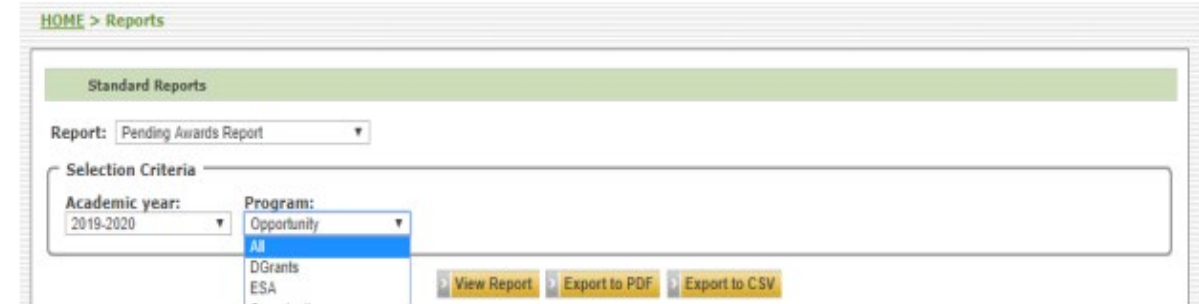 HOME > Reports
Standard Reports
Report: Pending Awards Report
Selection Criteria
Academic year: Program:
2019-2020 Opportunity
All
DGrants
ESA
View Report Export to PDF Export to CSV